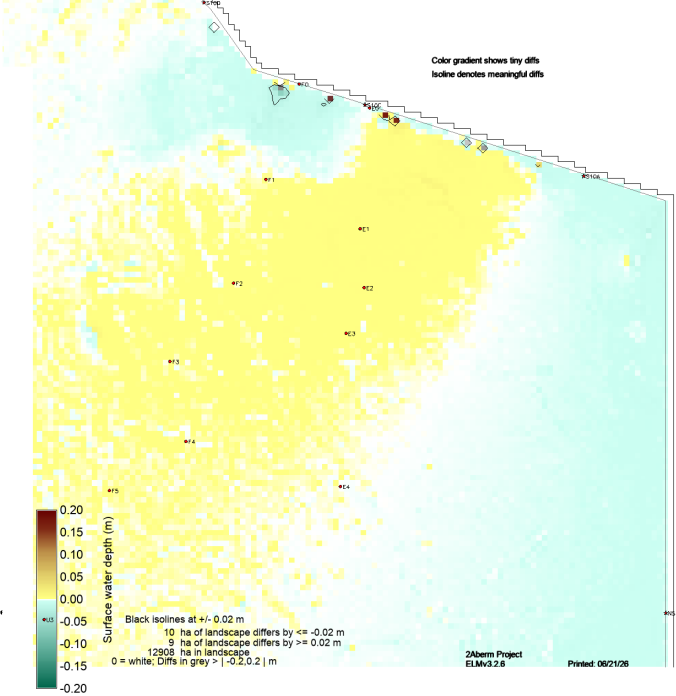 S10D
Color gradient shows tiny diffs
Isoline denotes meaningful diffs
F0
S10C
E0
S10A
F1
E1
F2
E2
E3
F3
F4
E4
F5
0.20
0.15
0.10
0.05
0.00
-0.05
-0.10
-0.15
-0.20
Surface water depth (m)
U3
NS
Black isolines at +/- 0.02 m
10 ha of landscape differs by <= -0.02 m
9 ha of landscape differs by >= 0.02 m
12908 ha in landscape
0 = white; Diffs in grey > | -0.2,0.2 | m
2Aberm Project
ELMv3.2.6
Printed: 06/21/26